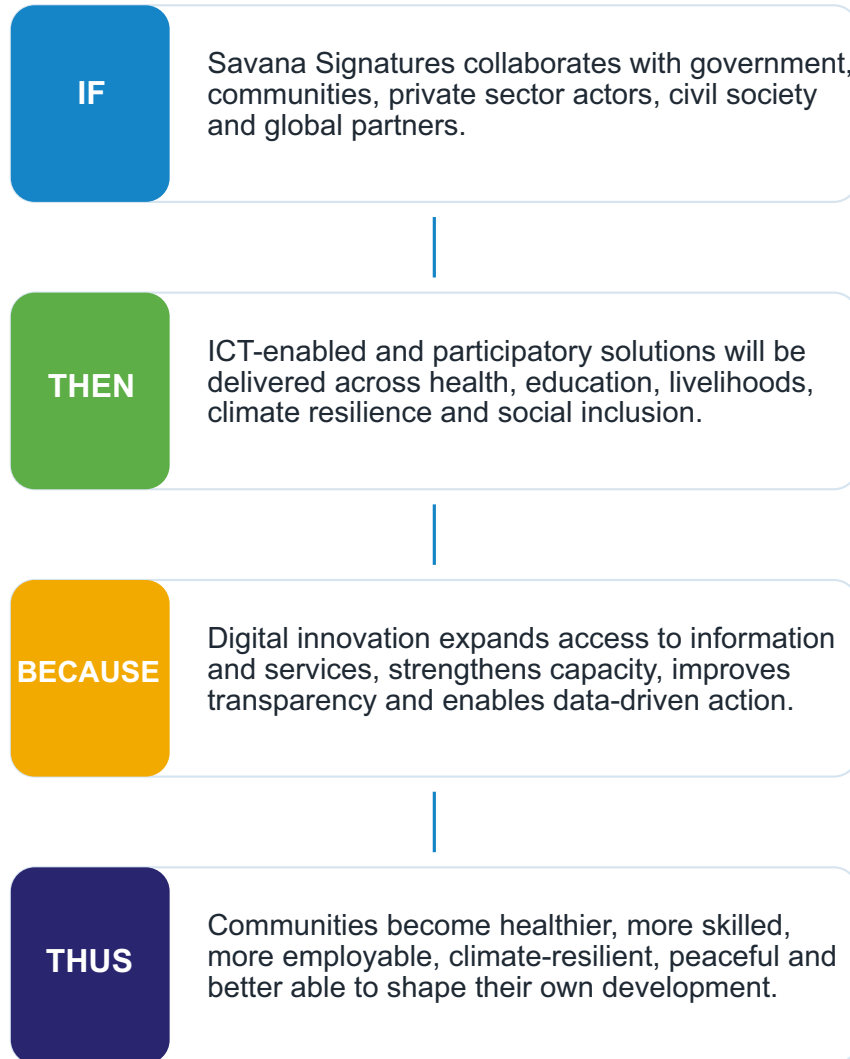 IF
Savana Signatures collaborates with government,
communities, private sector actors, civil society
and global partners.
THEN
ICT-enabled and participatory solutions will be
delivered across health, education, livelihoods,
climate resilience and social inclusion.
BECAUSE
Digital innovation expands access to information
and services, strengthens capacity, improves
transparency and enables data-driven action.
THUS
Communities become healthier, more skilled,
more employable, climate-resilient, peaceful and
better able to shape their own development.